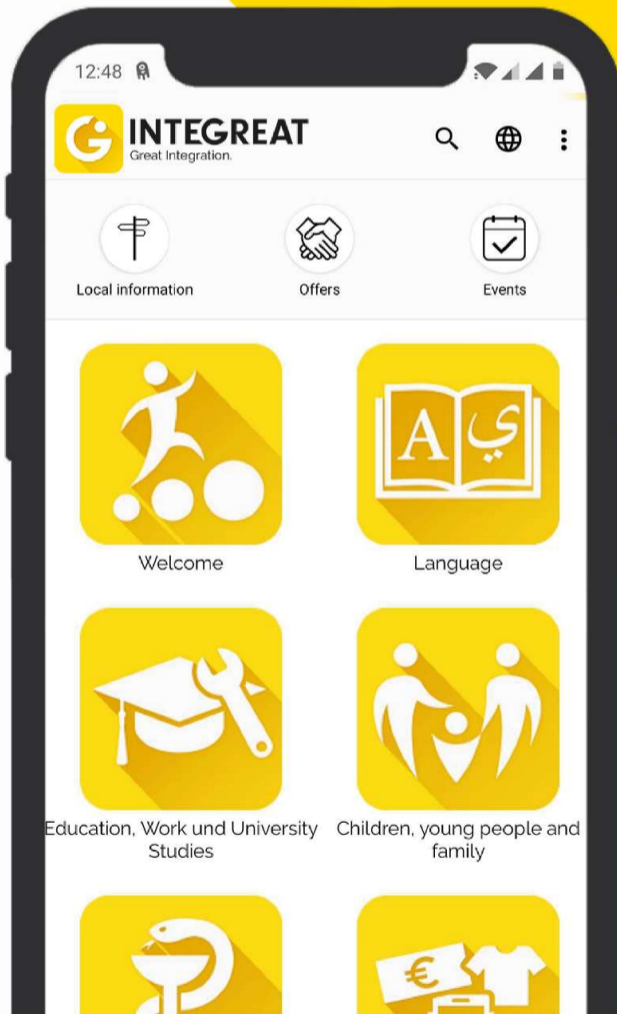 12:48
INTEGREAT
Great Integration.
Local information
Offers
Events
A ي
Welcome
Language
Education, Work und University
Studies
Children, young people and
family
€